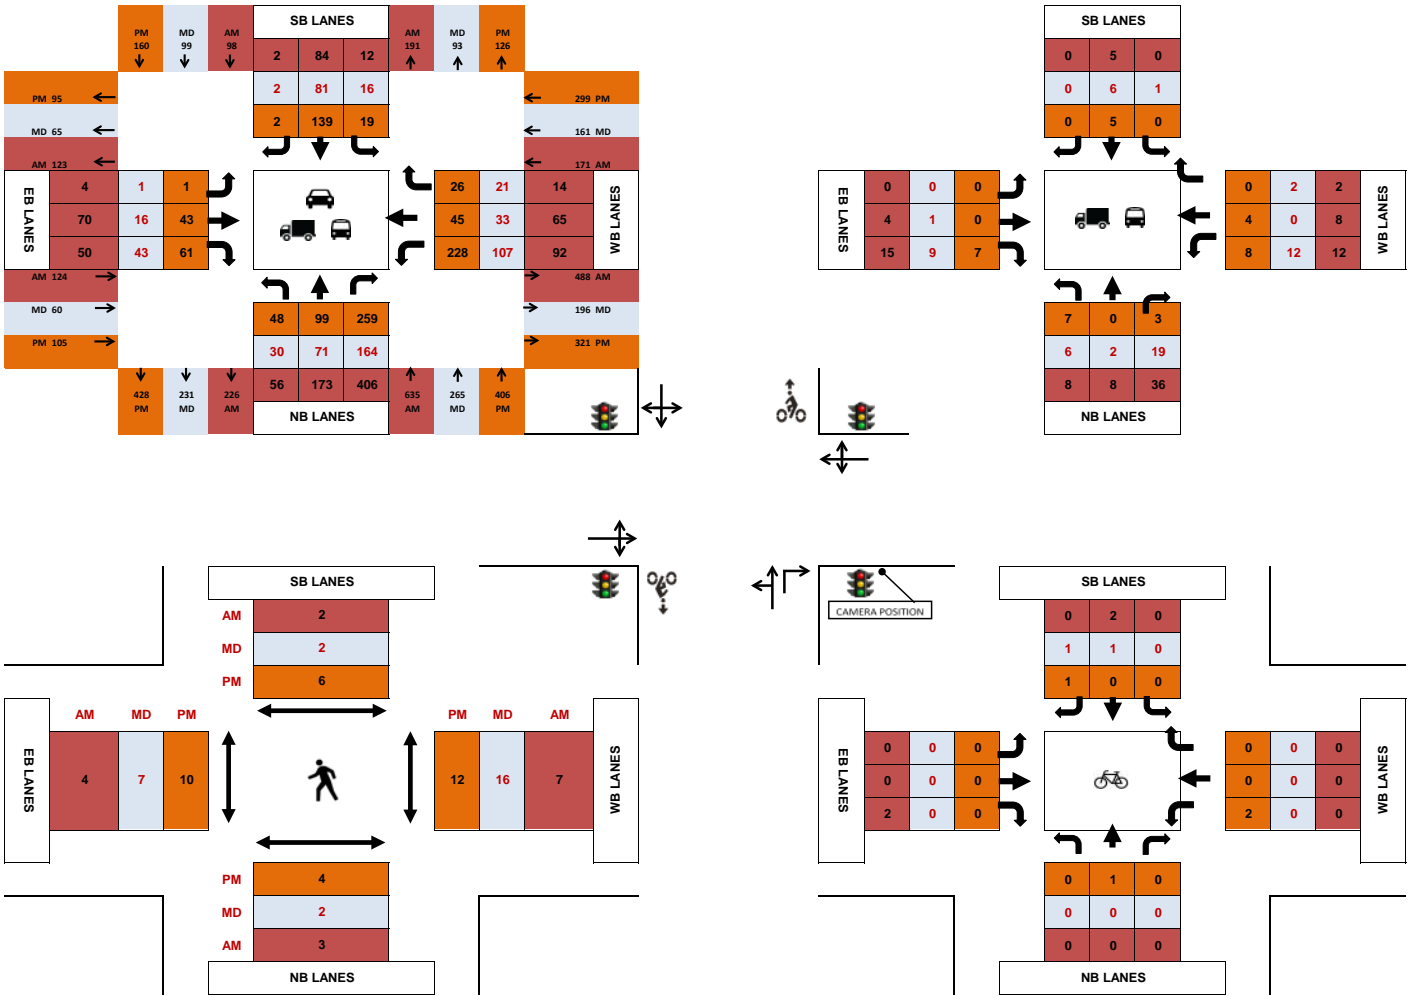 SB LANES
PM MD AM
160 99 98
AM MD PM
191 93 126
2 84 12
2 81 16
2 139 19
PM 95
MD 65
AM 123
299 PM
161 MD
171 AM
EB LANES
4 1 1
70 16 43
50 43 61
26 21 14
45 33 65
228 107 92
WB LANES
AM 124
MD 60
PM 105
488 AM
196 MD
321 PM
48 99 259
30 71 164
56 173 406
428 231 226
PM MD AM
635 265 406
AM MD PM
NB LANES
SB LANES
0 5 0
0 6 1
0 5 0
EB LANES
0 0 0
4 1 0
15 9 7
0 2 2
4 0 8
8 12 12
WB LANES
7 0 3
6 2 19
8 8 36
NB LANES
SB LANES
AM 2
MD 2
PM 6
EB LANES
AM MD PM
4 7 10
PM MD AM
12 16 7
WB LANES
PM 4
MD 2
AM 3
NB LANES
CAMERA POSITION
SB LANES
0 2 0
1 1 0
1 0 0
EB LANES
0 0 0
0 0 0
2 0 0
0 0 0
0 0 0
2 0 0
WB LANES
0 1 0
0 0 0
0 0 0
NB LANES